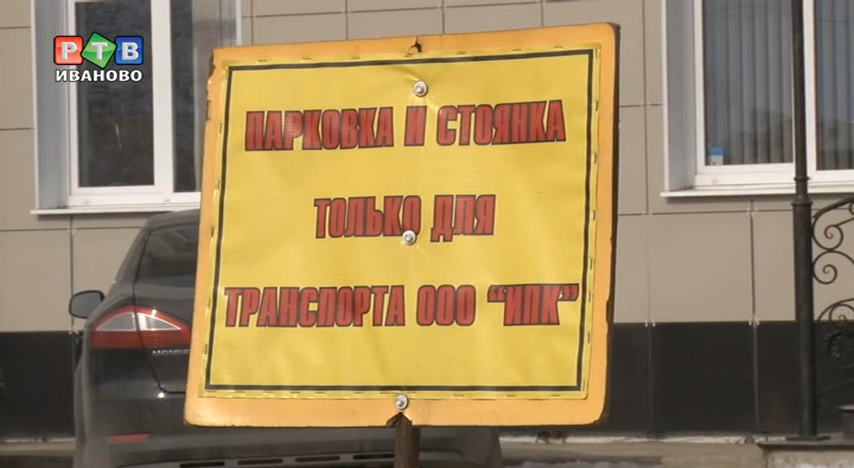 РТВ
ИВАНОВО
ПАРКОВКА И СТОЯНКА
ТОЛЬКО ДЛЯ
ТРАНСПОРТА ООО "ИПК"
MONDEO